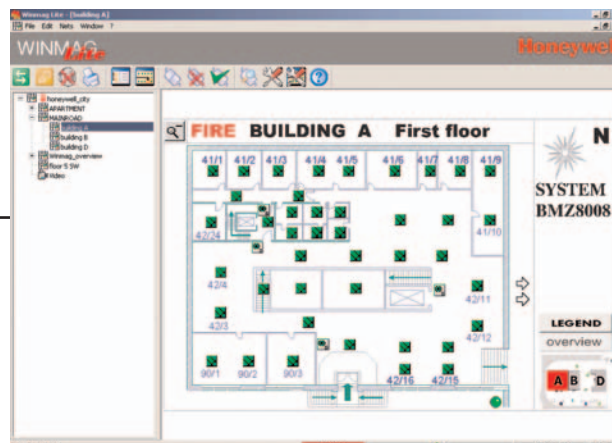 Winmag Lite - [building A]
File Edit Nets Window ?
WINMAG Lite
Honeywell
honeywell_city
APARTMENT
MAINROAD
building A
building B
building D
Winmag_overview
floor 5 SW
Video
FIRE BUILDING A First floor
N
SYSTEM
BMZ8008
41/1 41/2 41/3 41/4 41/5 41/6 41/7 41/8 41/9
42/24
41/10
42/4
42/11
42/3
42/12
90/1 90/2 90/3
42/16 42/15
LEGEND
overview
A B D